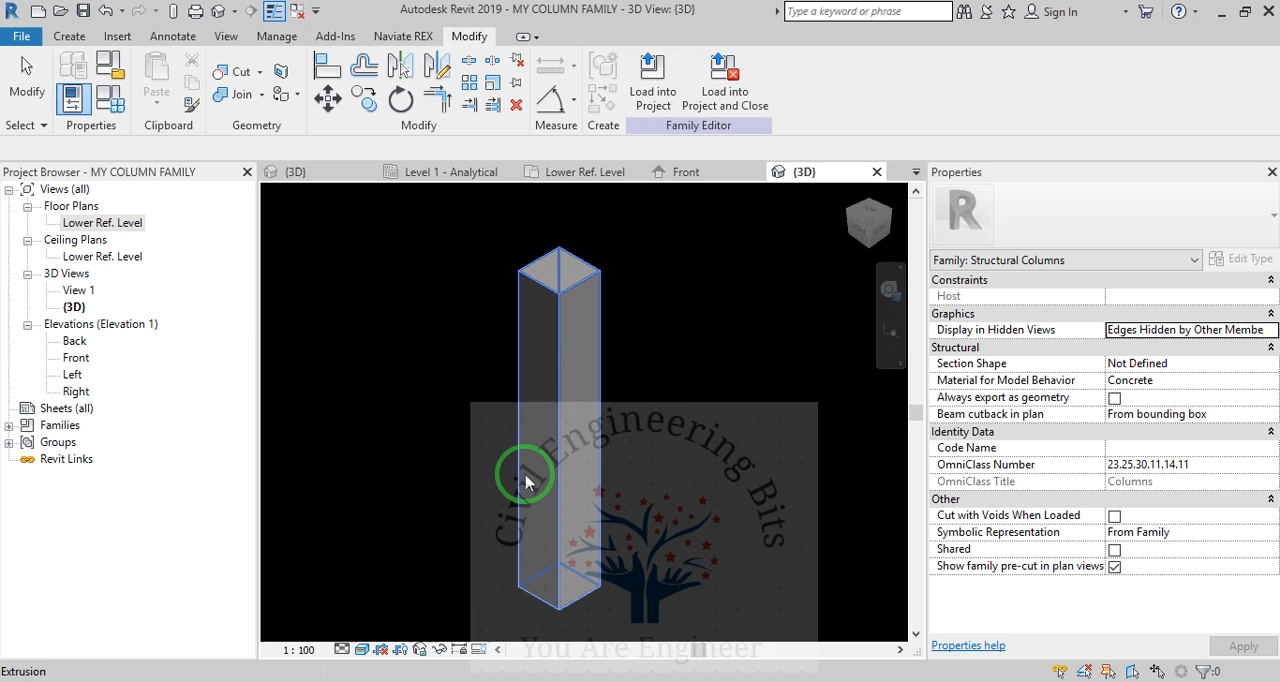 Autodesk Revit 2019 - MY COLUMN FAMILY - 3D View: {3D}
Type a keyword or phrase
Sign In
File Create Insert Annotate View Manage Add-Ins Naviate REX Modify
Modify
Paste
Cut
Join
Load into Project
Load into Project and Close
Select Properties Clipboard Geometry Modify Measure Create Family Editor
Project Browser - MY COLUMN FAMILY
Views (all)
Floor Plans
Lower Ref. Level
Ceiling Plans
Lower Ref. Level
3D Views
View 1
{3D}
Elevations (Elevation 1)
Back
Front
Left
Right
Sheets (all)
Families
Groups
Revit Links
{3D} Level 1 - Analytical Lower Ref. Level Front {3D}
Civil Engineering Bits
You Are Engineer
1 : 100
Properties
R
Family: Structural Columns Edit Type
Constraints
Host
Graphics
Display in Hidden Views Edges Hidden by Other Membe
Structural
Section Shape Not Defined
Material for Model Behavior Concrete
Always export as geometry
Beam cutback in plan From bounding box
Identity Data
Code Name
OmniClass Number 23.25.30.11.14.11
OmniClass Title Columns
Other
Cut with Voids When Loaded
Symbolic Representation From Family
Shared
Show family pre-cut in plan views
Properties help Apply
Extrusion
:0